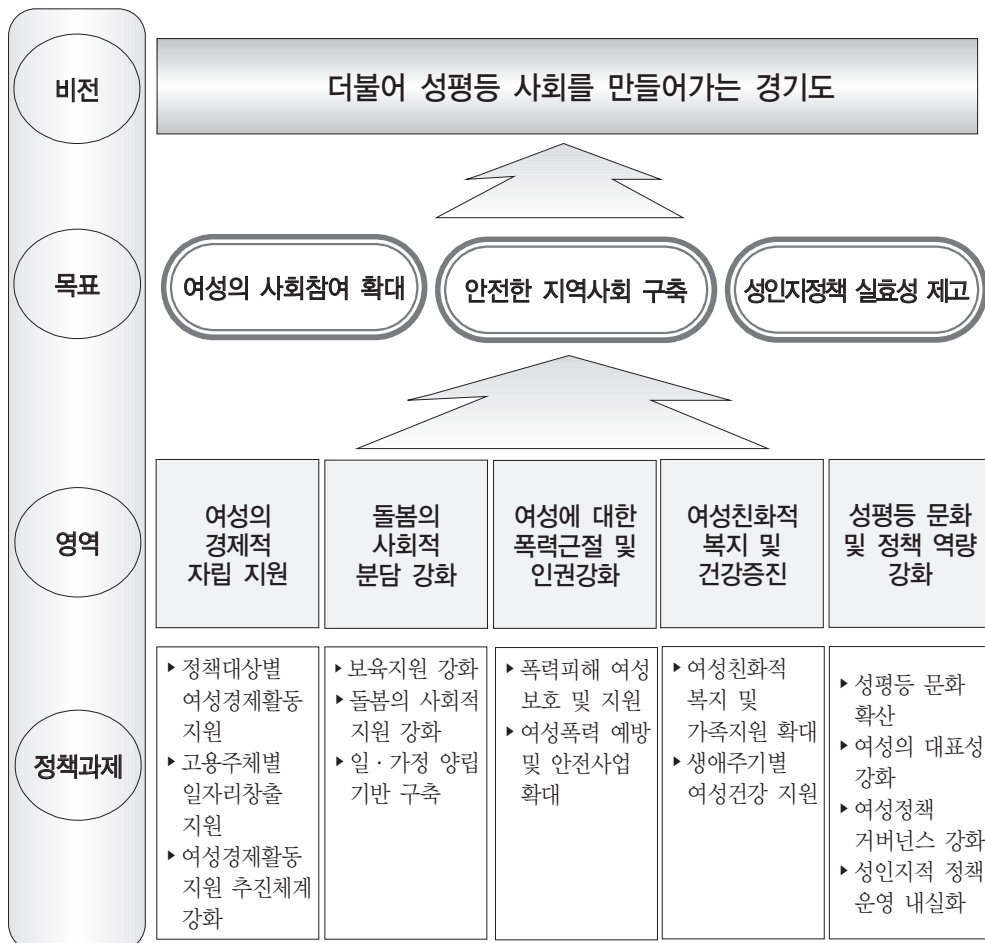 비전
더불어 성평등 사회를 만들어가는 경기도
목표
여성의 사회참여 확대
안전한 지역사회 구축
성인지정책 실효성 제고
영역
여성의
경제적
자립 지원
돌봄의
사회적
분담 강화
여성에 대한
폭력근절 및
인권강화
여성친화적
복지 및
건강증진
성평등 문화
및 정책 역량
강화
정책과제
▸ 정책대상별
여성경제활동
지원
▸ 고용주체별
일자리창출
지원
▸ 여성경제활동
지원 추진체계
강화
▸ 보육지원 강화
▸ 돌봄의 사회적
지원 강화
▸ 일 · 가정 양립
기반 구축
▸ 폭력피해 여성
보호 및 지원
▸ 여성폭력 예방
및 안전사업
확대
▸ 여성친화적
복지 및
가족지원 확대
▸ 생애주기별
여성건강 지원
▸ 성평등 문화
확산
▸ 여성의 대표성
강화
▸ 여성정책
거버넌스 강화
▸ 성인지적 정책
운영 내실화